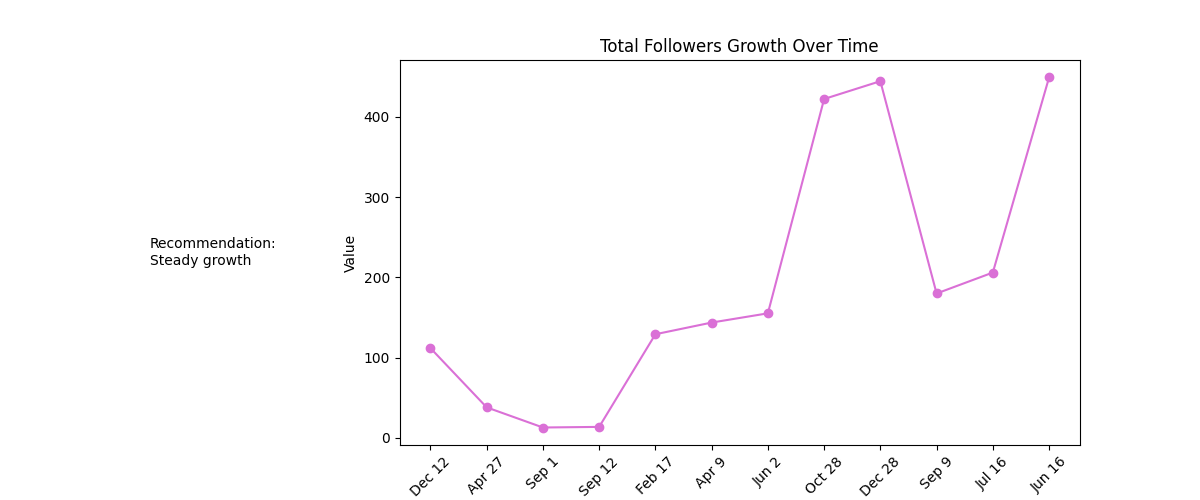 Total Followers Growth Over Time
Recommendation:
Steady growth
Value
400
300
200
100
0
Dec 12
Apr 27
Sep 1
Sep 12
Feb 17
Apr 9
Jun 2
Oct 28
Dec 28
Sep 9
Jul 16
Jun 16